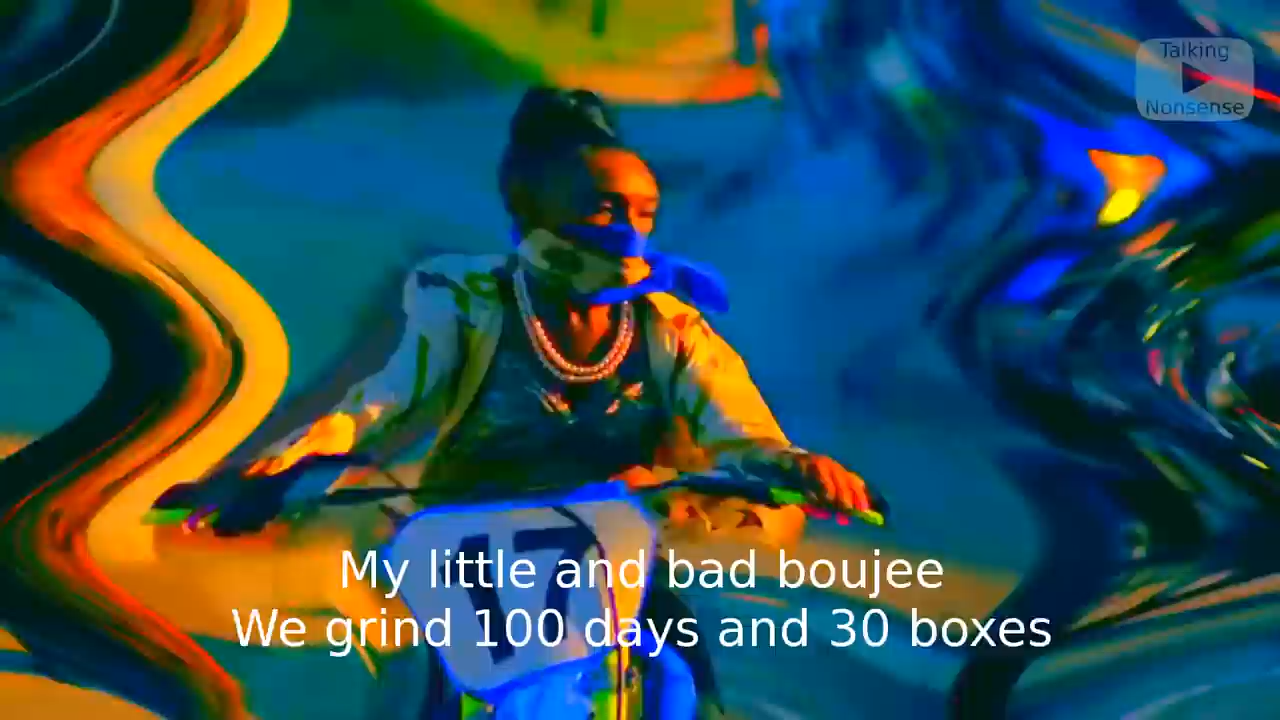 Talking
Nonsense
17
My little and bad boujee
We grind 100 days and 30 boxes